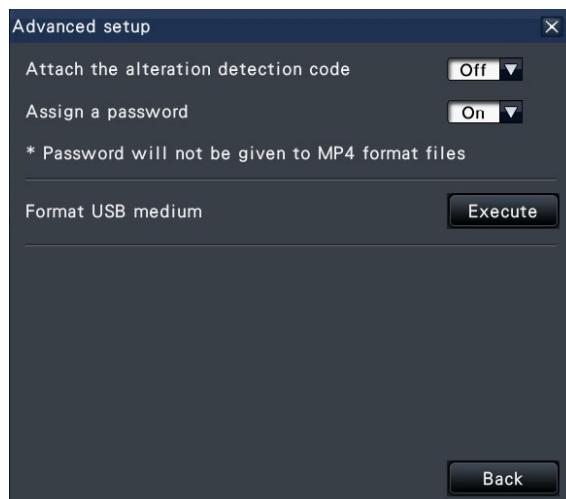 Advanced setup
Attach the alteration detection code Off
Assign a password On
* Password will not be given to MP4 format files
Format USB medium Execute
Back